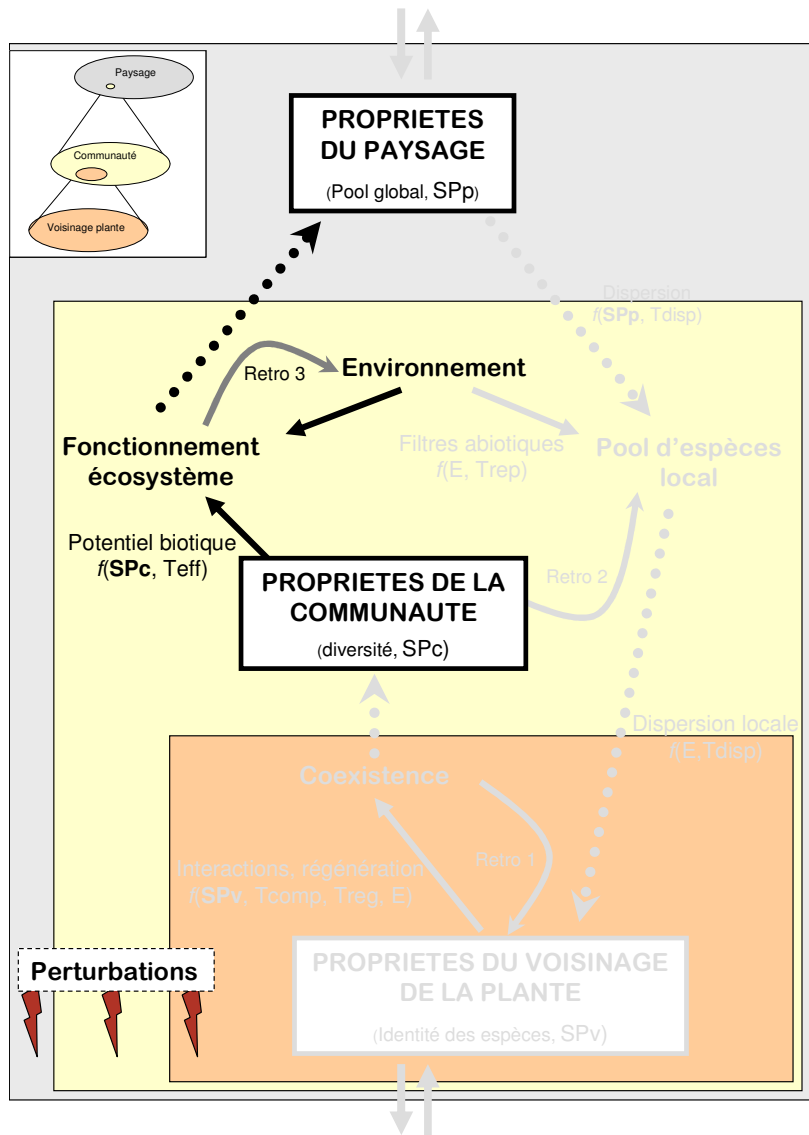 Paysage
Communauté
Voisinage plante
PROPRIETES
DU PAYSAGE
(Pool global, SPp)
Dispersion
f(SPp, Tdisp)
Retro 3
Environnement
Fonctionnement
écosystème
Filtres abiotiques
f(E, Trep)
Pool d'espèces
local
Potentiel biotique
f(SPc, Teff)
PROPRIETES DE LA
COMMUNAUTE
(diversité, SPc)
Retro 2
Dispersion locale
f(E,Tdisp)
Coexistence
Interactions, régénération
f(SPv, Tcomp, Treg, E)
Retro 1
Perturbations
PROPRIETES DU VOISINAGE
DE LA PLANTE
(Identité des espèces, SPv)